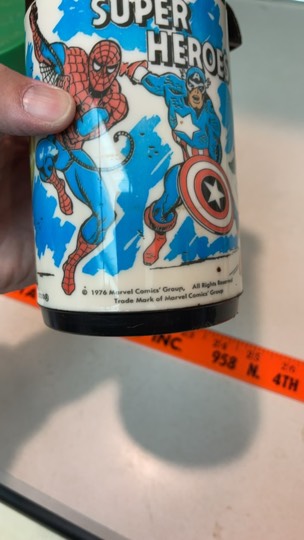 SUPER
HEROES
© 1976 Marvel Comics' Group, All Rights Reserved
Trade Mark of Marvel Comics' Group
INC.
24 25 26
958 N. 4TH